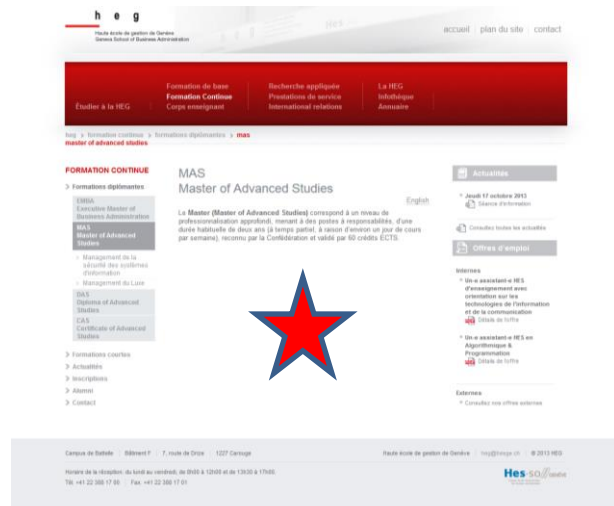 heg
Haute école de gestion de Genève
Geneva School of Business Administration
accueil | plan du site | contact
Étudier à la HEG
Formation de base
Formation Continue
Corps enseignant
Recherche appliquée
Prestations de service
International relations
La HEG
Infothèque
Annuaire
heg > formation continue > formations diplômantes > mas
master of advanced studies
FORMATION CONTINUE
> Formations diplômantes
EMBA
Executive Master of
Business Administration
MAS
Master of Advanced
Studies
Management de la
sécurité des systèmes
d'information
Management du Luxe
DAS
Diploma of Advanced
Studies
CAS
Certificate of Advanced
Studies
> Formations courtes
> Actualités
> Inscriptions
> Alumni
> Contact
MAS
Master of Advanced Studies
English
Le Master (Master of Advanced Studies) correspond à un niveau de
professionnalisation approfondi, menant à des postes à responsabilités, d'une
durée habituelle de deux ans (à temps partiel, à raison d'environ un jour de cours
par semaine), reconnu par la Confédération et validé par 60 crédits ECTS.
Actualités
Jeudi 17 octobre 2013
Séance d'information
Consultez toutes les actualités
Offres d'emploi
Internes
Un-e assistant-e HES
d'enseignement avec
orientation sur les
technologies de l'information
et de la communication
Détails de l'offre
Un-e assistant-e HES en
Algorithmique &
Programmation
Détails de l'offre
Externes
Consultez nos offres externes
Campus de Battelle | Bâtiment F | 7, route de Drize | 1227 Carouge
Haute école de gestion de Genève | heg@hesge.ch | © 2013 HEG
Horaire de la réception: du lundi au vendredi, de 9h00 à 12h00 et de 13h30 à 17h00.
Tél. +41 22 388 17 00 | Fax. +41 22 388 17 01
Hes-so Genève